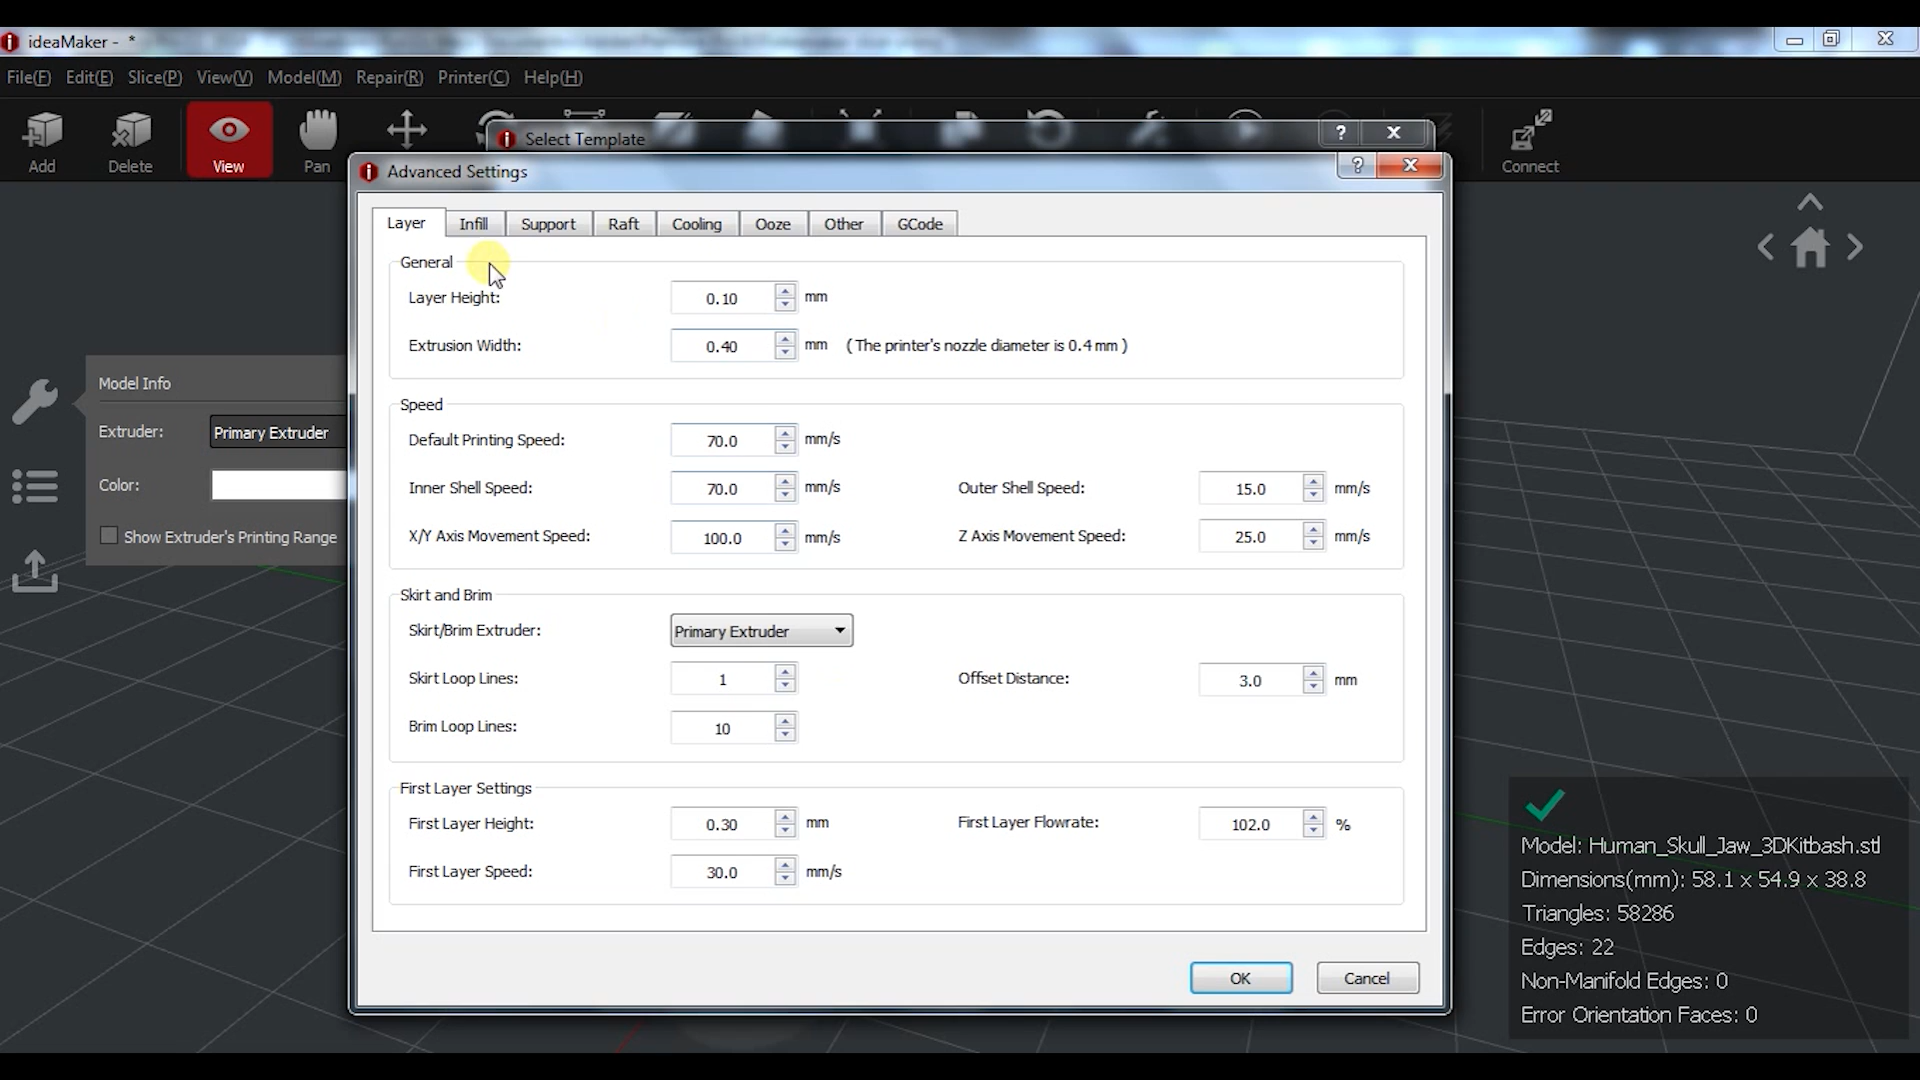 ideaMaker - *
File(F) Edit(E) Slice(P) View(V) Model(M) Repair(R) Printer(C) Help(H)
Add Delete View Pan Connect
Select Template
?
Advanced Settings
?
Layer Infill Support Raft Cooling Ooze Other GCode
General
Layer Height: 0.10 mm
Extrusion Width: 0.40 mm (The printer's nozzle diameter is 0.4 mm )
Speed
Default Printing Speed: 70.0 mm/s
Inner Shell Speed: 70.0 mm/s Outer Shell Speed: 15.0 mm/s
X/Y Axis Movement Speed: 100.0 mm/s Z Axis Movement Speed: 25.0 mm/s
Skirt and Brim
Skirt/Brim Extruder: Primary Extruder
Skirt Loop Lines: 1 Offset Distance: 3.0 mm
Brim Loop Lines: 10
First Layer Settings
First Layer Height: 0.30 mm First Layer Flowrate: 102.0 %
First Layer Speed: 30.0 mm/s
OK Cancel
Model Info
Extruder: Primary Extruder
Color:
Show Extruder's Printing Range
Model: Human_Skull_Jaw_3DKitbash.stl
Dimensions(mm): 58.1 x 54.9 x 38.8
Triangles: 58286
Edges: 22
Non-Manifold Edges: 0
Error Orientation Faces: 0